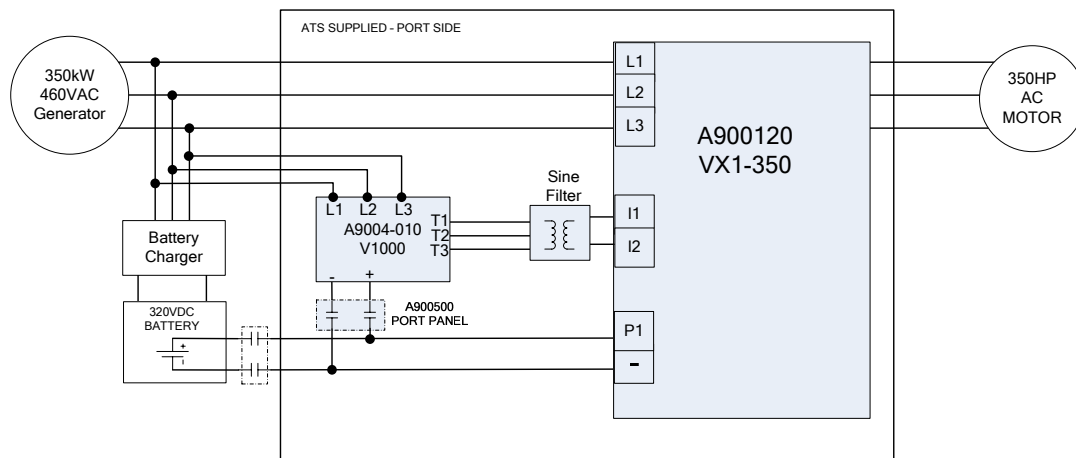 ATS SUPPLIED - PORT SIDE
350kW
460VAC
Generator
L1
L2
L3
A900120
VX1-350
350HP
AC
MOTOR
Sine
Filter
L1 L2 L3
A9004-010
V1000
T1
T2
T3
- +
I1
I2
Battery
Charger
A900500
PORT PANEL
320VDC
BATTERY
+
-
P1
-